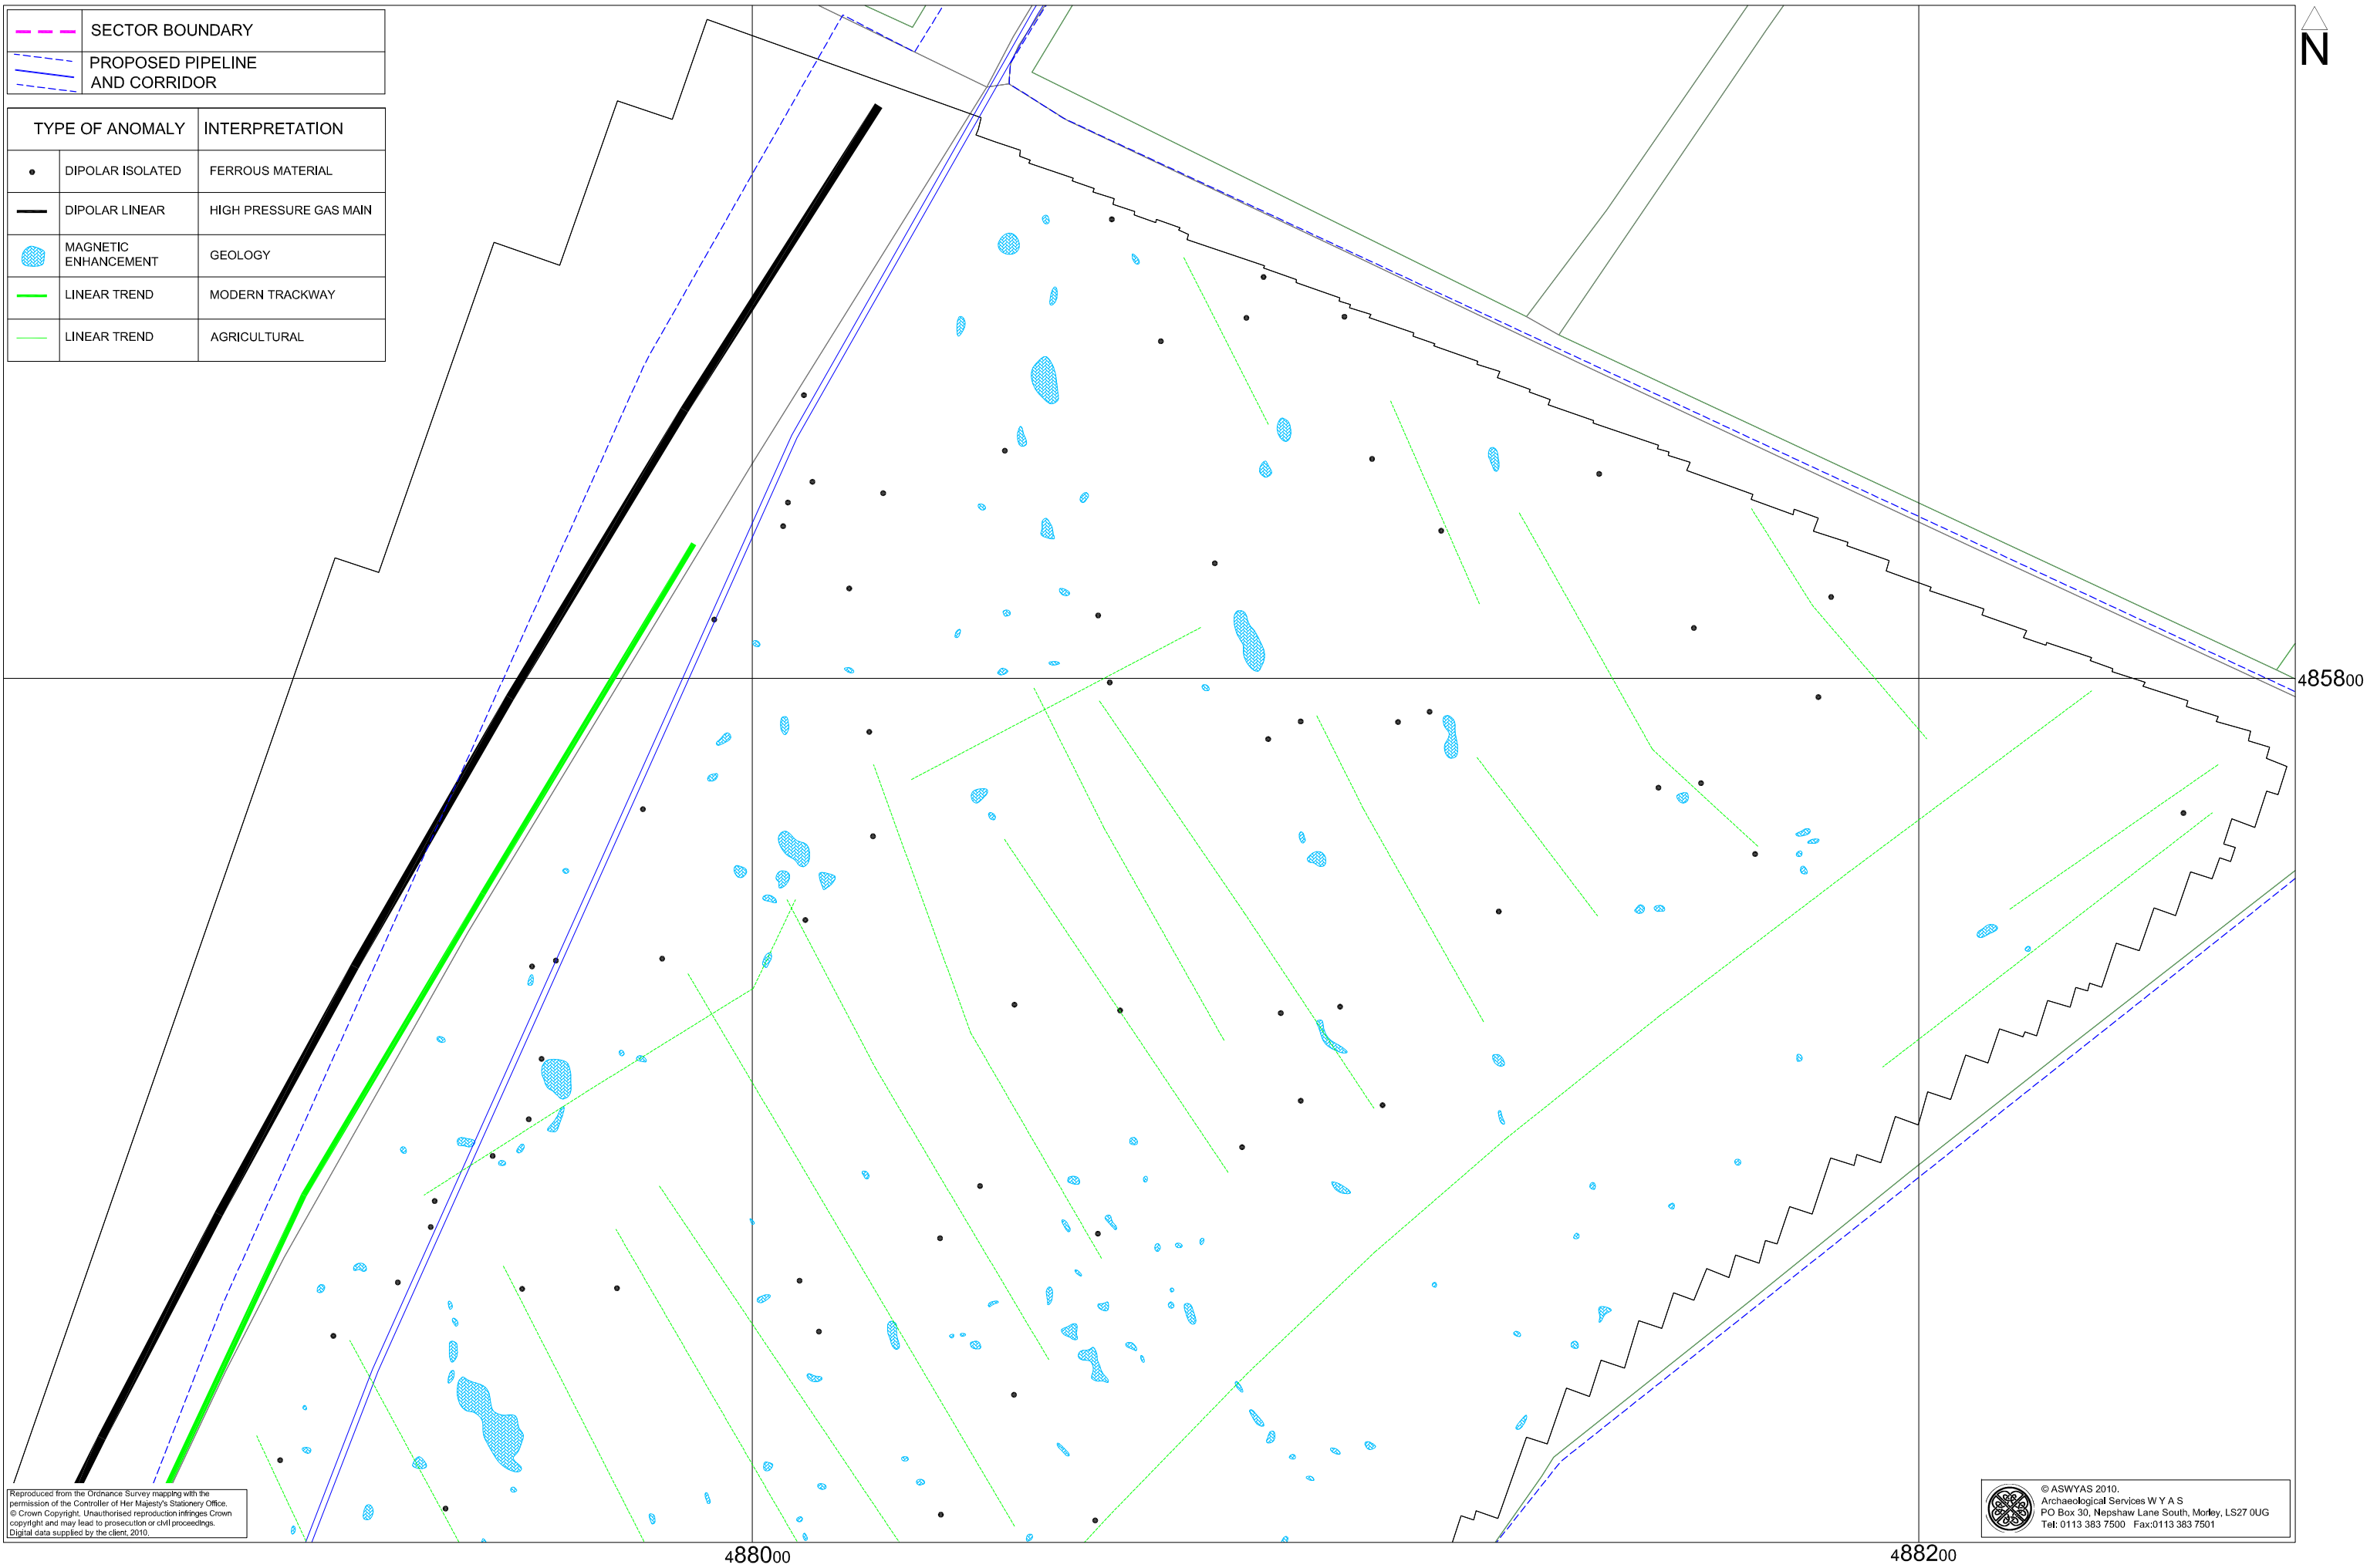 SECTOR BOUNDARY
PROPOSED PIPELINE
AND CORRIDOR
TYPE OF ANOMALY INTERPRETATION
DIPOLAR ISOLATED FERROUS MATERIAL
DIPOLAR LINEAR HIGH PRESSURE GAS MAIN
MAGNETIC
ENHANCEMENT GEOLOGY
LINEAR TREND MODERN TRACKWAY
LINEAR TREND AGRICULTURAL
N
485800
Reproduced from the Ordnance Survey mapping with the
permission of the Controller of Her Majesty's Stationery Office.
© Crown Copyright. Unauthorised reproduction infringes Crown
copyright and may lead to prosecution or civil proceedings.
Digital data supplied by the client, 2010.
© ASWYAS 2010.
Archaeological Services W Y A S
PO Box 30, Nepshaw Lane South, Morley, LS27 0UG
Tel: 0113 383 7500 Fax:0113 383 7501
488000
488200